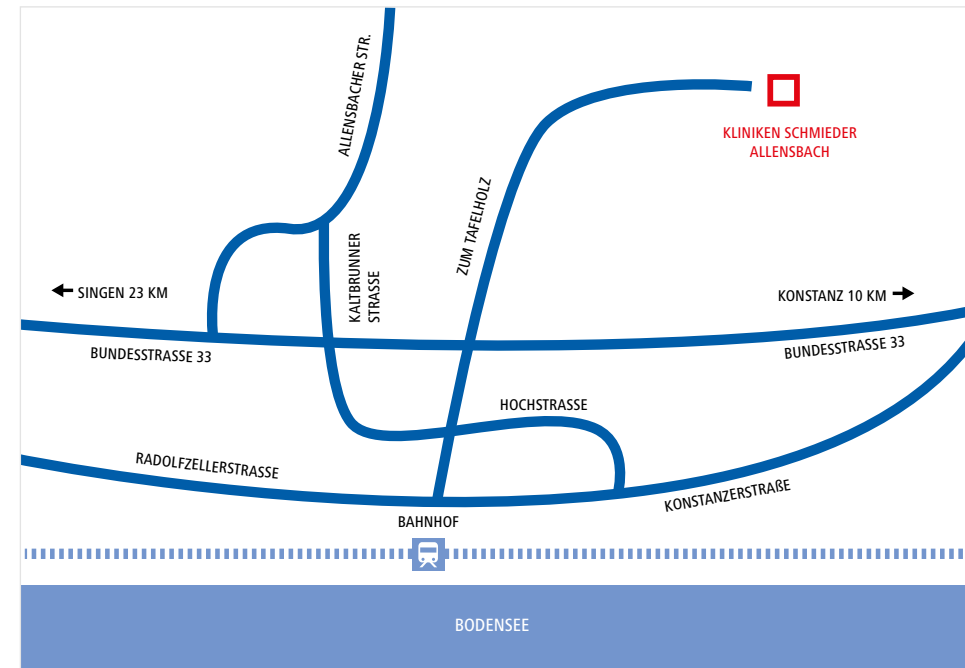 ALLENSBACHER STR.
KLINIKEN SCHMIEDER
ALLENSBACH
ZUM TAFELHOLZ
KALTBRUNNER
STRASSE
SINGEN 23 KM
KONSTANZ 10 KM
BUNDESSTRASSE 33
BUNDESSTRASSE 33
HOCHSTRASSE
RADOLFZELLERSTRASSE
KONSTANZERSTRAßE
BAHNHOF
BODENSEE